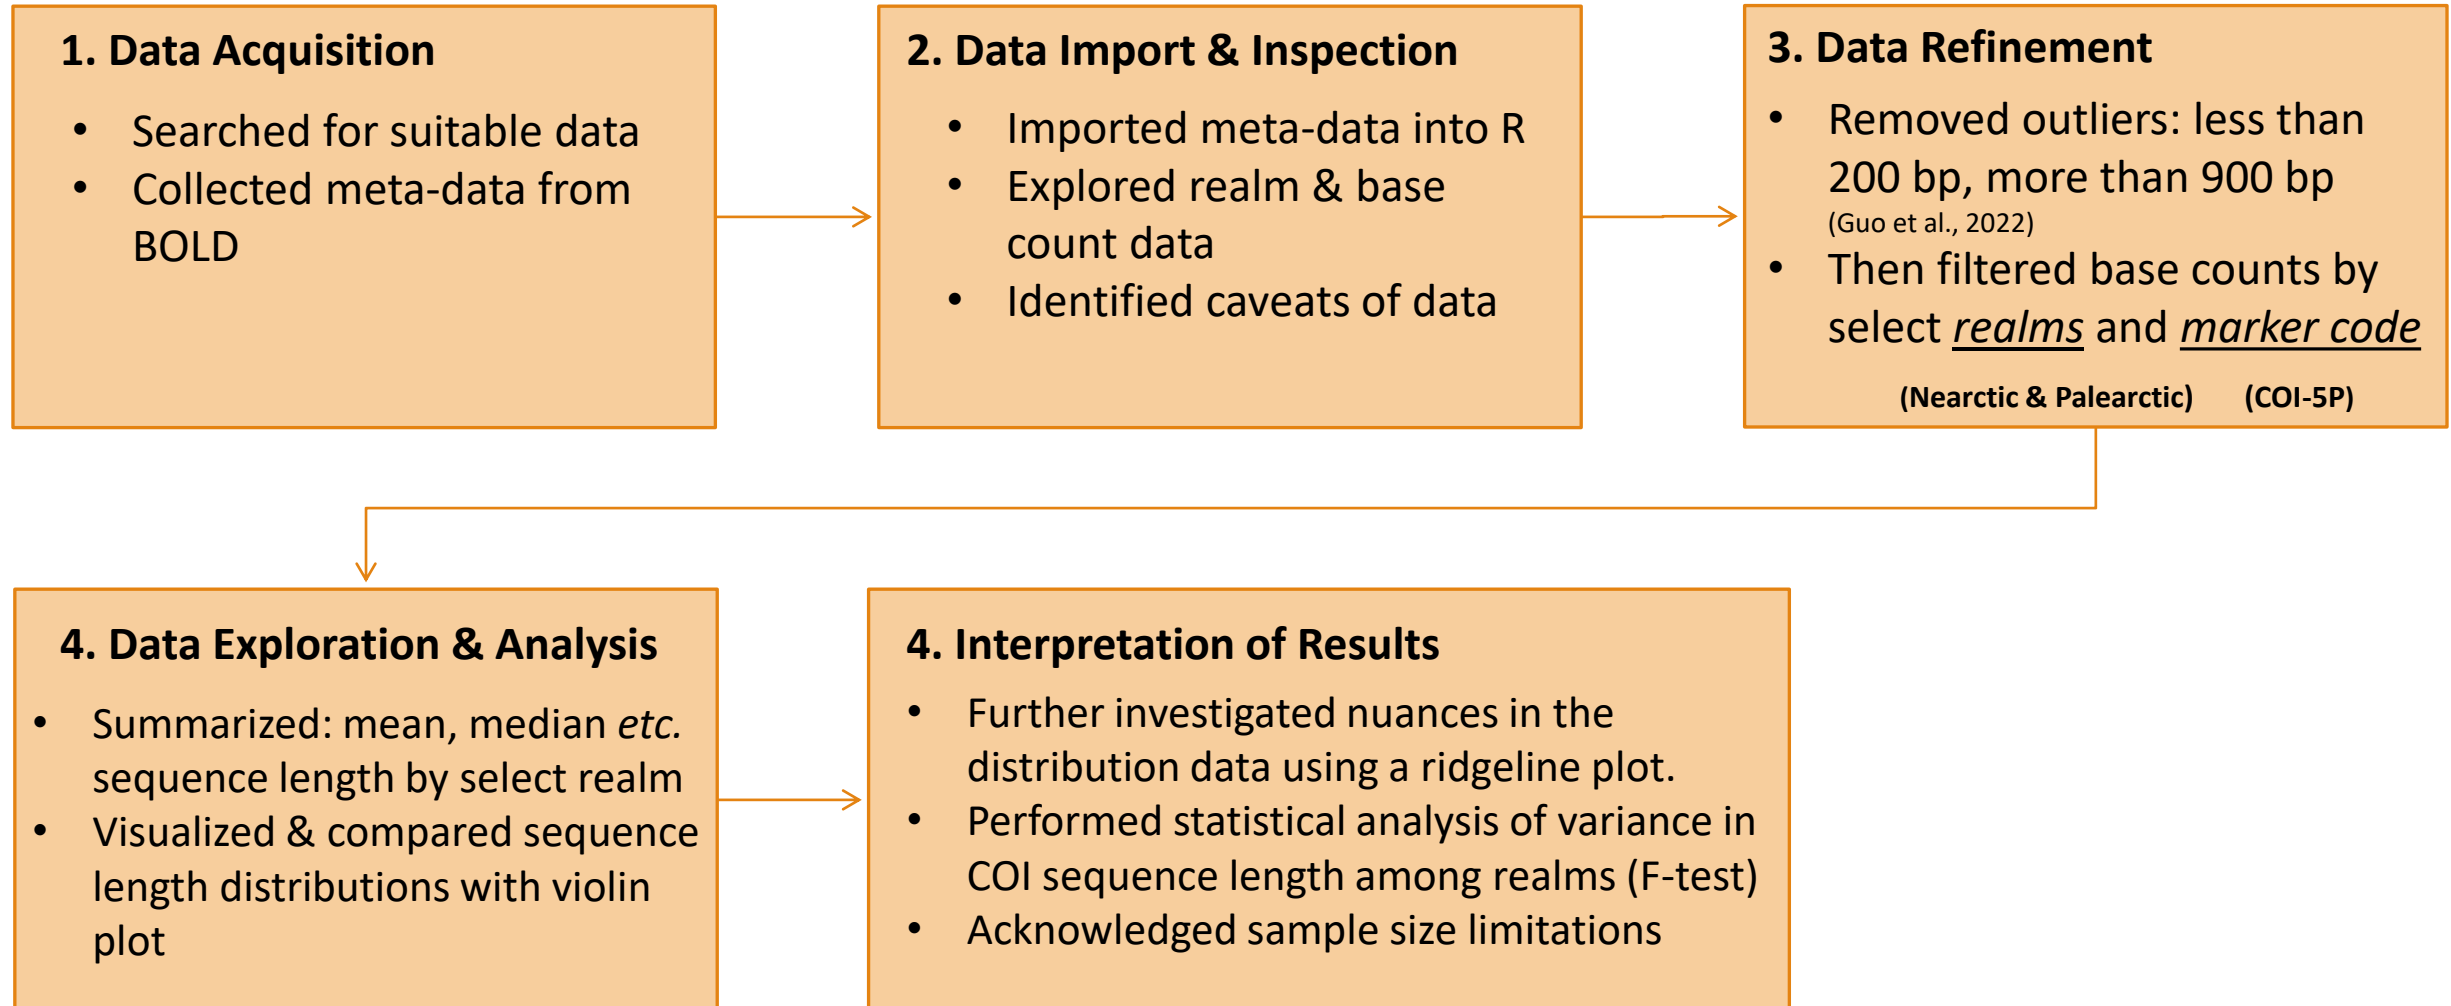 1. Data Acquisition
• Searched for suitable data
• Collected meta-data from
BOLD
2. Data Import & Inspection
• Imported meta-data into R
• Explored realm & base
count data
• Identified caveats of data
3. Data Refinement
• Removed outliers: less than
200 bp, more than 900 bp
(Guo et al., 2022)
• Then filtered base counts by
select realms and marker code
(Nearctic & Palearctic) (COI-5P)
4. Data Exploration & Analysis
• Summarized: mean, median etc.
sequence length by select realm
• Visualized & compared sequence
length distributions with violin
plot
4. Interpretation of Results
• Further investigated nuances in the
distribution data using a ridgeline plot.
• Performed statistical analysis of variance in
COI sequence length among realms (F-test)
• Acknowledged sample size limitations